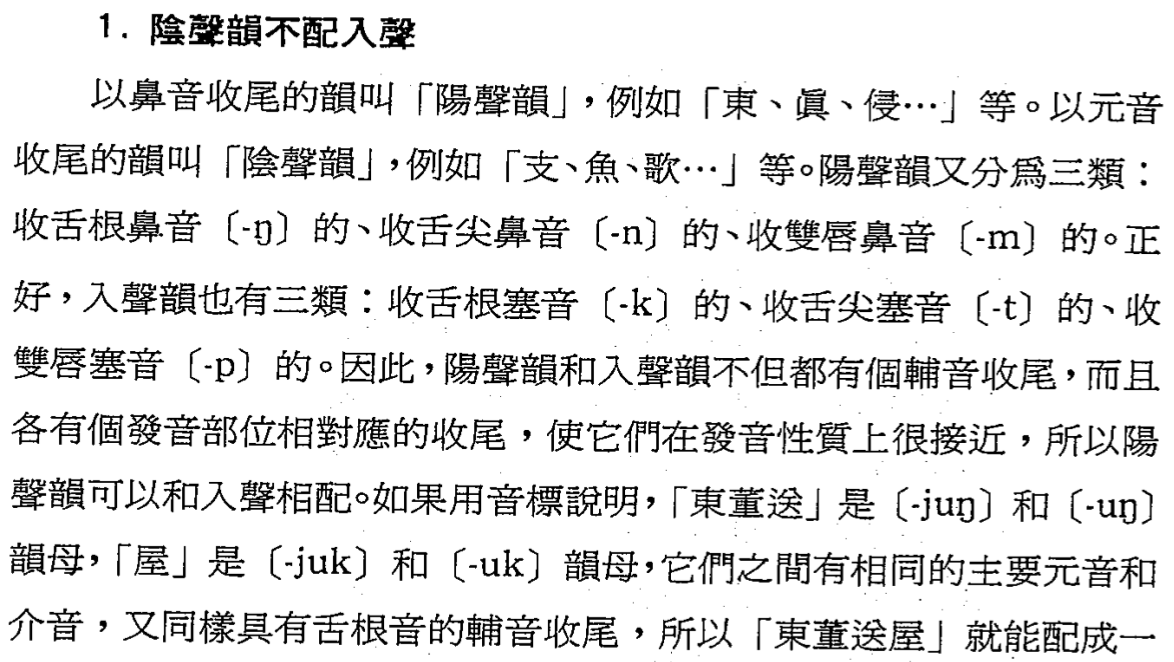 1. 陰聲韻不配入聲
以鼻音收尾的韻叫「陽聲韻」，例如「東、眞、侵…」等。以元音
收尾的韻叫「陰聲韻」，例如「支、魚、歌…」等。陽聲韻又分爲三類：
收舌根鼻音〔-ŋ〕的、收舌尖鼻音〔-n〕的、收雙唇鼻音〔-m〕的。正
好，入聲韻也有三類：收舌根塞音〔-k〕的、收舌尖塞音〔-t〕的、收
雙唇塞音〔-p〕的。因此，陽聲韻和入聲韻不但都有個輔音收尾，而且
各有個發音部位相對應的收尾，使它們在發音性質上很接近，所以陽
聲韻可以和入聲相配。如果用音標說明，「東董送」是〔-juŋ〕和〔-uŋ〕
韻母，「屋」是〔-juk〕和〔-uk〕韻母，它們之間有相同的主要元音和
介音，又同樣具有舌根音的輔音收尾，所以「東董送屋」就能配成一